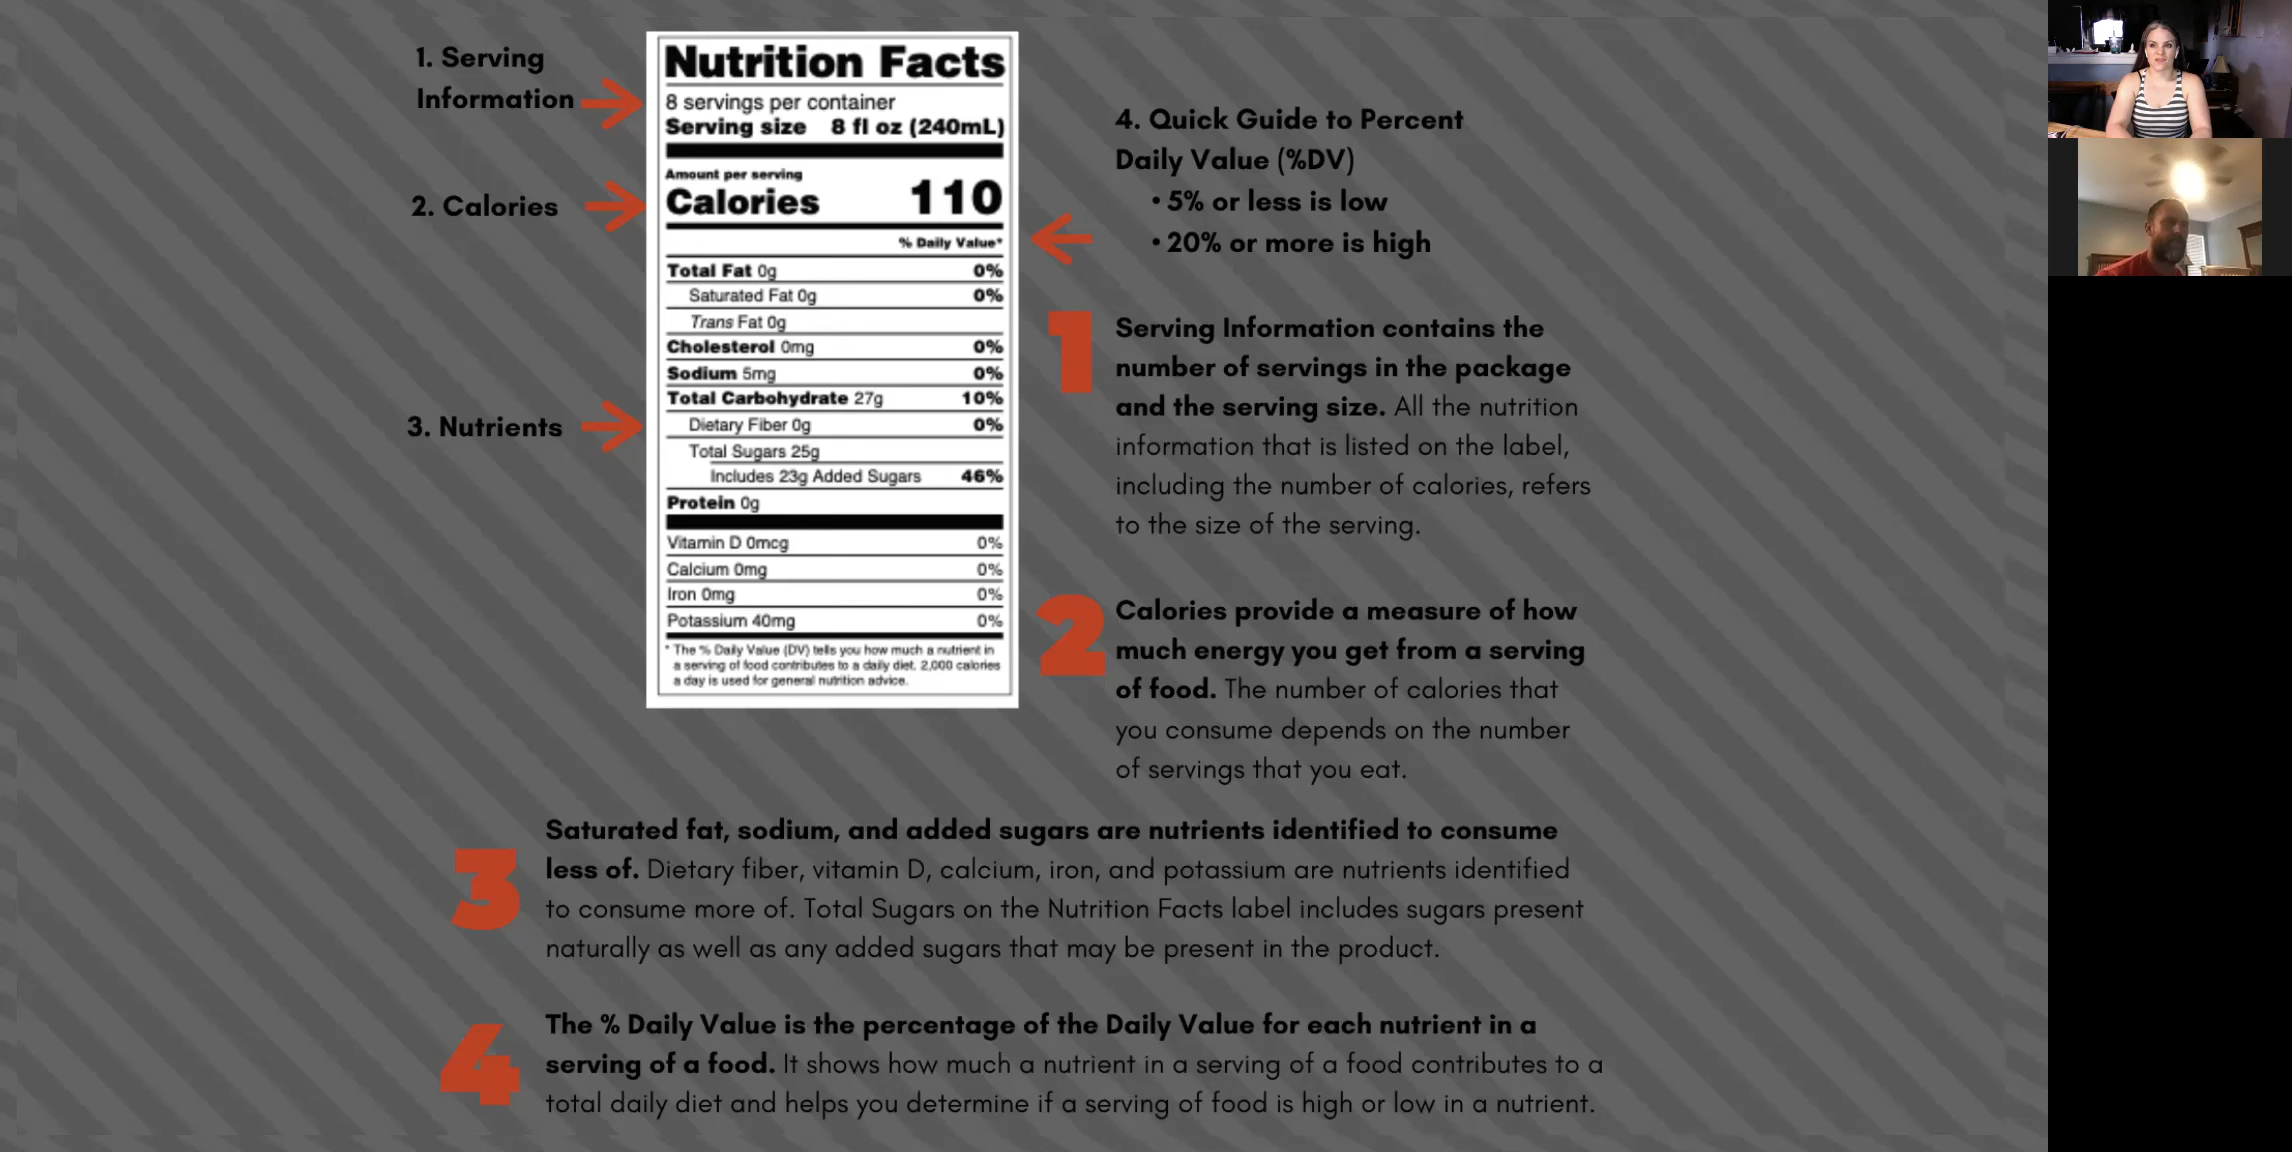 1. Serving
Information
2. Calories
3. Nutrients
Nutrition Facts
8 servings per container
Serving size 8 fl oz (240mL)
Amount per serving
Calories 110
% Daily Value*
Total Fat 0g 0%
Saturated Fat 0g 0%
Trans Fat 0g
Cholesterol 0mg 0%
Sodium 5mg 0%
Total Carbohydrate 27g 10%
Dietary Fiber 0g 0%
Total Sugars 25g
Includes 23g Added Sugars 46%
Protein 0g
Vitamin D 0mcg 0%
Calcium 0mg 0%
Iron 0mg 0%
Potassium 40mg 0%
* The % Daily Value (DV) tells you how much a nutrient in
a serving of food contributes to a daily diet. 2,000 calories
a day is used for general nutrition advice.
4. Quick Guide to Percent
Daily Value (%DV)
• 5% or less is low
• 20% or more is high
1
Serving Information contains the
number of servings in the package
and the serving size. All the nutrition
information that is listed on the label,
including the number of calories, refers
to the size of the serving.
2
Calories provide a measure of how
much energy you get from a serving
of food. The number of calories that
you consume depends on the number
of servings that you eat.
3
Saturated fat, sodium, and added sugars are nutrients identified to consume
less of. Dietary fiber, vitamin D, calcium, iron, and potassium are nutrients identified
to consume more of. Total Sugars on the Nutrition Facts label includes sugars present
naturally as well as any added sugars that may be present in the product.
4
The % Daily Value is the percentage of the Daily Value for each nutrient in a
serving of a food. It shows how much a nutrient in a serving of a food contributes to a
total daily diet and helps you determine if a serving of food is high or low in a nutrient.